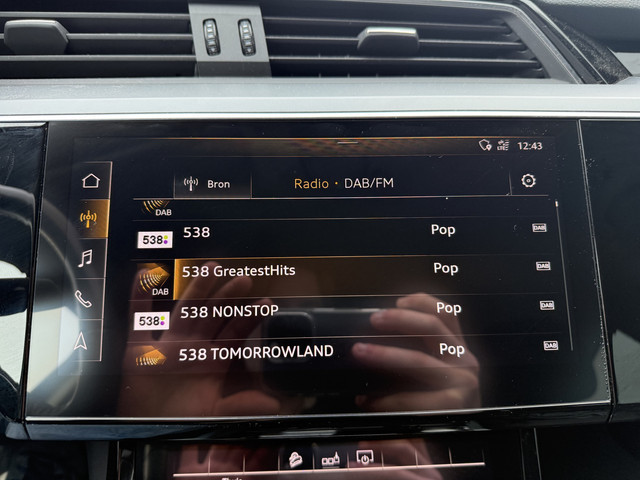 12:43
Bron
Radio · DAB/FM
DAB
538 538 Pop DAB
DAB 538 GreatestHits Pop DAB
538 538 NONSTOP Pop DAB
538 TOMORROWLAND Pop DAB